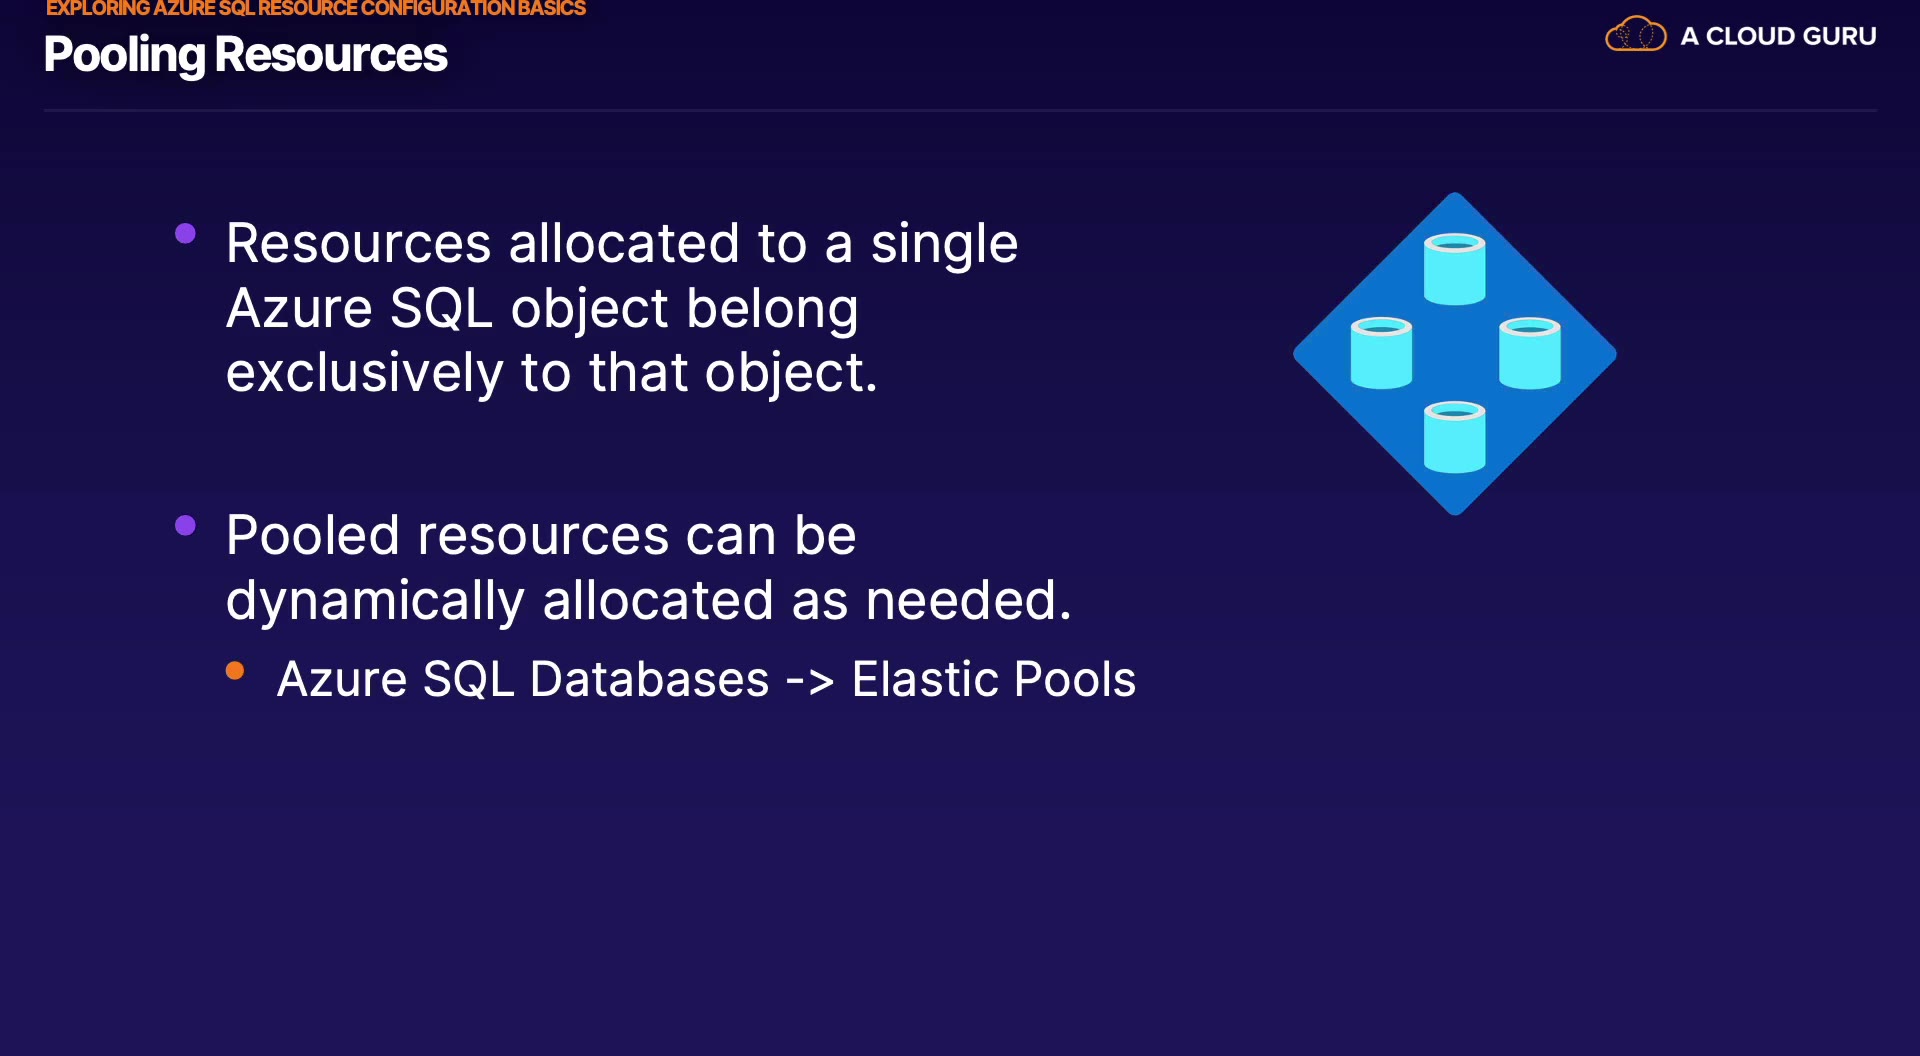 EXPLORING AZURE SQL RESOURCE CONFIGURATION BASICS
Pooling Resources
A CLOUD GURU
Resources allocated to a single
Azure SQL object belong
exclusively to that object.
Pooled resources can be
dynamically allocated as needed.
Azure SQL Databases -> Elastic Pools